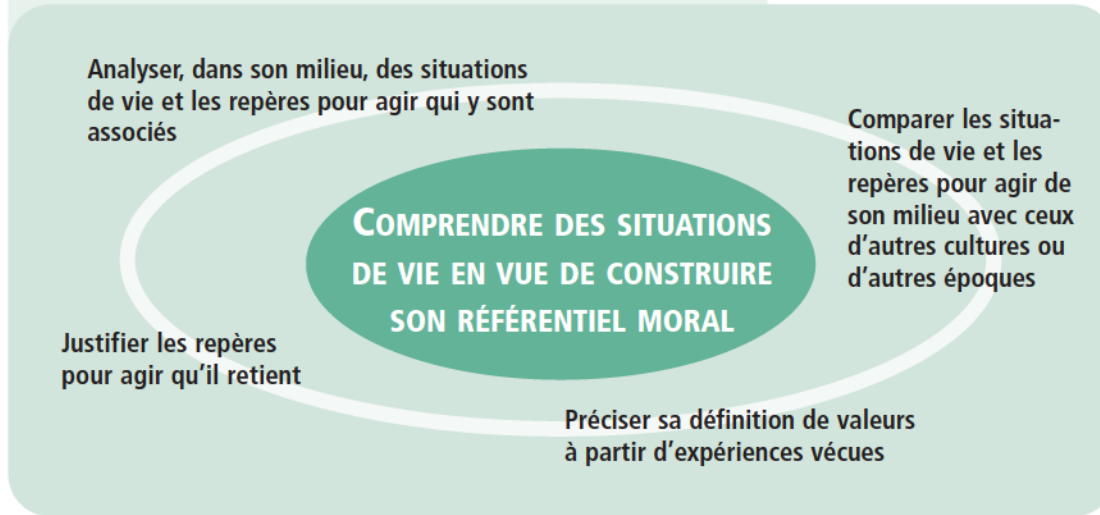 Analyser, dans son milieu, des situations
de vie et les repères pour agir qui y sont
associés
Comparer les situa-
tions de vie et les
repères pour agir de
son milieu avec ceux
d'autres cultures ou
d'autres époques
COMPRENDRE DES SITUATIONS
DE VIE EN VUE DE CONSTRUIRE
SON RÉFÉRENTIEL MORAL
Justifier les repères
pour agir qu'il retient
Préciser sa définition de valeurs
à partir d'expériences vécues